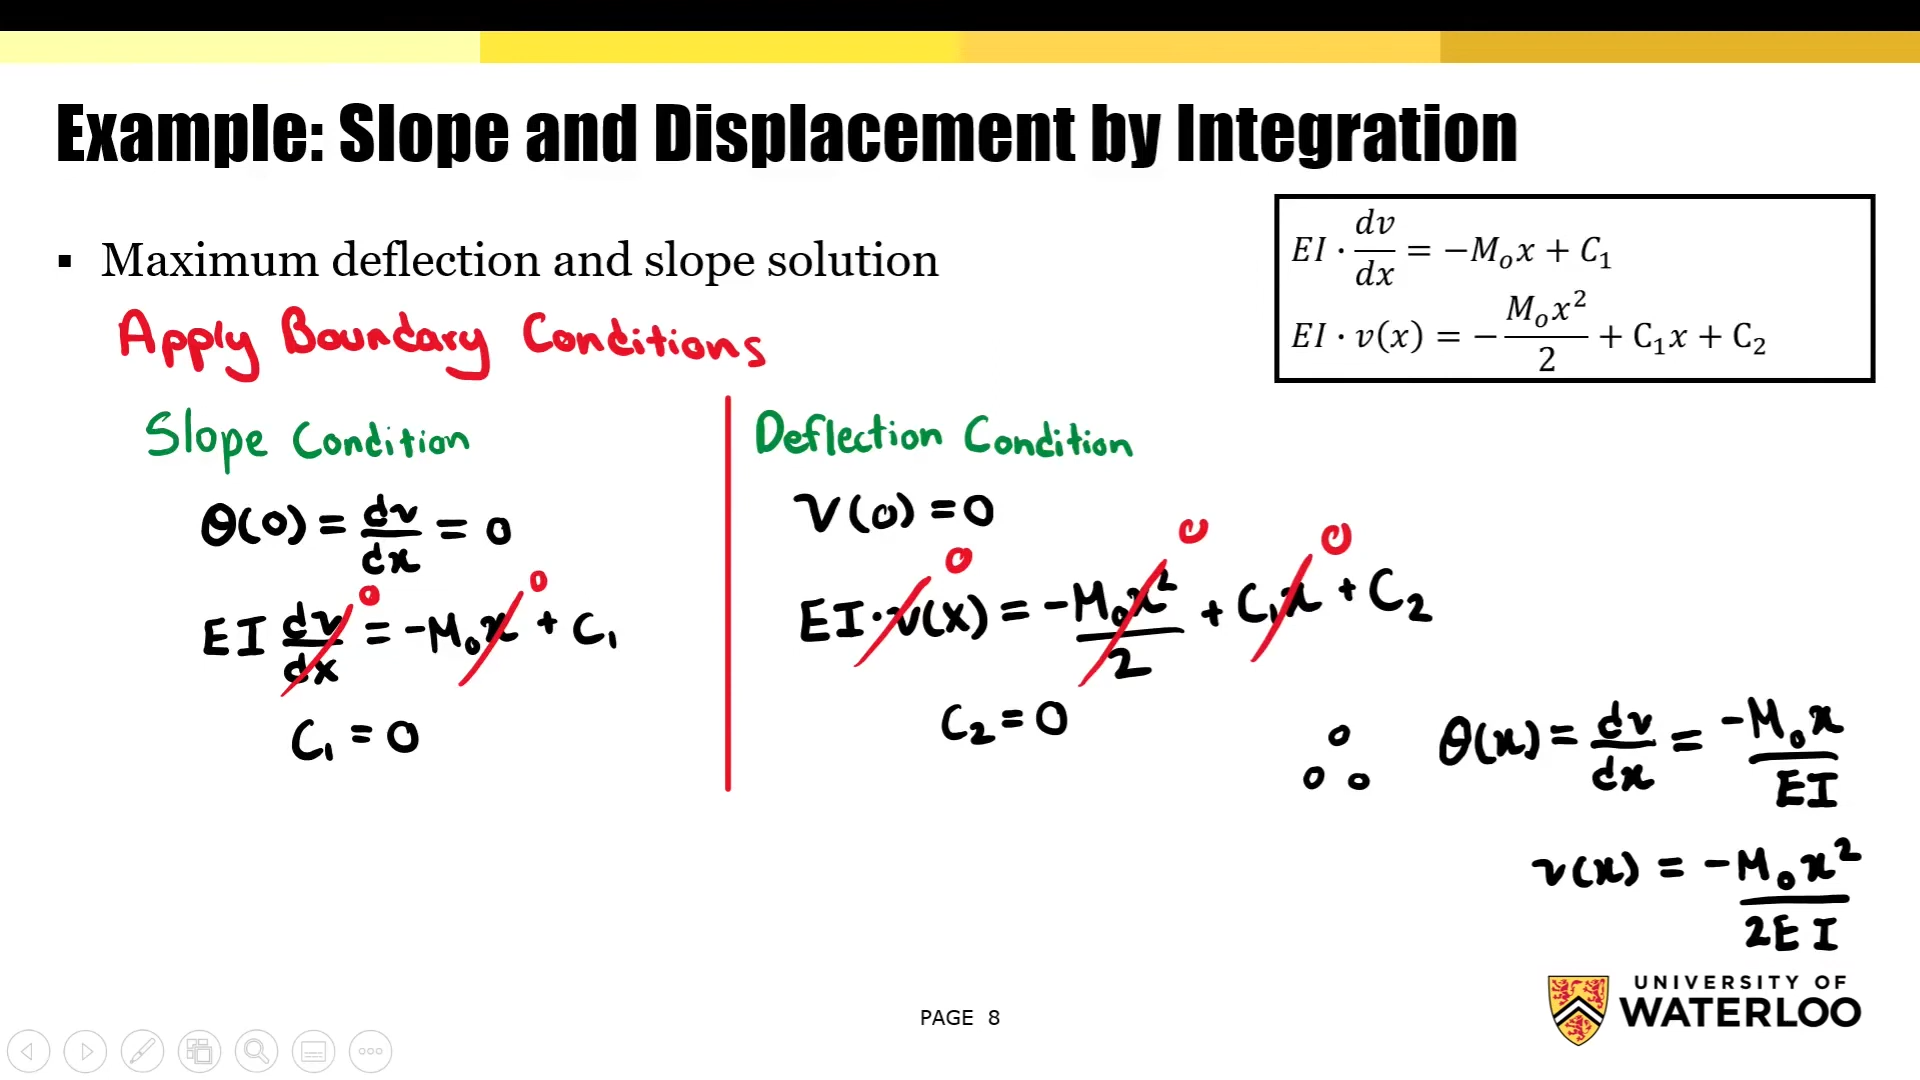 Example: Slope and Displacement by Integration
▪ Maximum deflection and slope solution
EI · dv/dx = −Mₒx + C₁
EI · v(x) = − Mₒx²/2 + C₁x + C₂
Apply Boundary Conditions
Slope Condition
θ(0) = dv/dx = 0
EI dv/dx 0 = -M₀x 0 + C₁
C₁ = 0
Deflection Condition
V(0) = 0
EI·v(x) 0 = -M₀x²/2 0 + C₁x 0 + C₂
C₂ = 0
∴ θ(x) = dv/dx = -M₀x/EI
v(x) = -M₀x²/2EI
UNIVERSITY OF
WATERLOO
PAGE 8